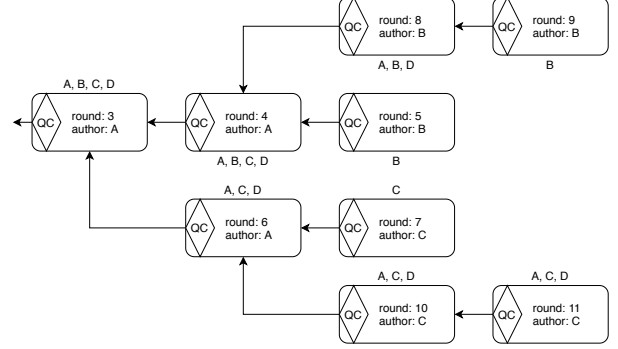 QC
round: 8
author: B
QC
round: 9
author: B
A, B, D
B
A, B, C, D
QC
round: 3
author: A
QC
round: 4
author: A
QC
round: 5
author: B
A, B, C, D
B
A, C, D
C
QC
round: 6
author: A
QC
round: 7
author: C
A, C, D
A, C, D
QC
round: 10
author: C
QC
round: 11
author: C